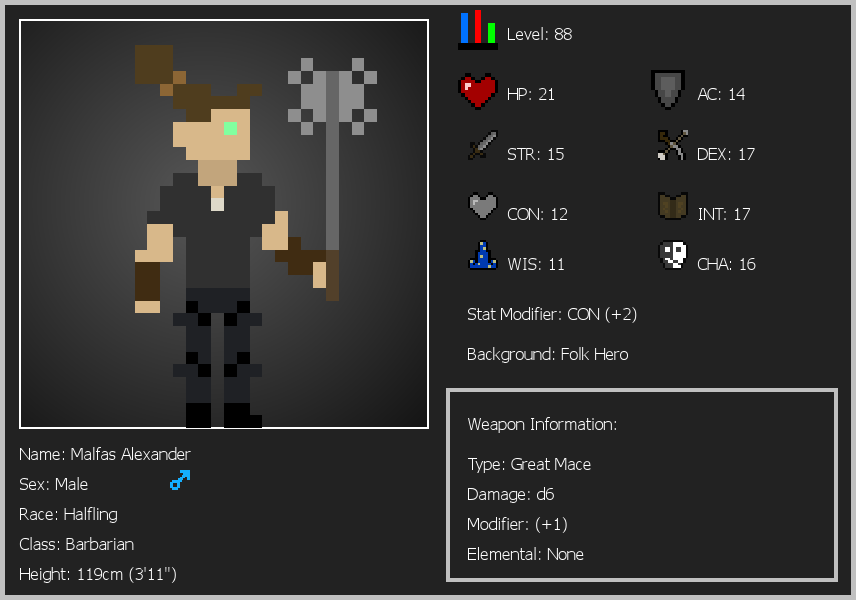 Level: 88
HP: 21
AC: 14
STR: 15
DEX: 17
CON: 12
INT: 17
WIS: 11
CHA: 16
Stat Modifier: CON (+2)
Background: Folk Hero
Weapon Information:
Type: Great Mace
Damage: d6
Modifier: (+1)
Elemental: None
Name: Malfas Alexander
Sex: Male
Race: Halfling
Class: Barbarian
Height: 119cm (3'11")